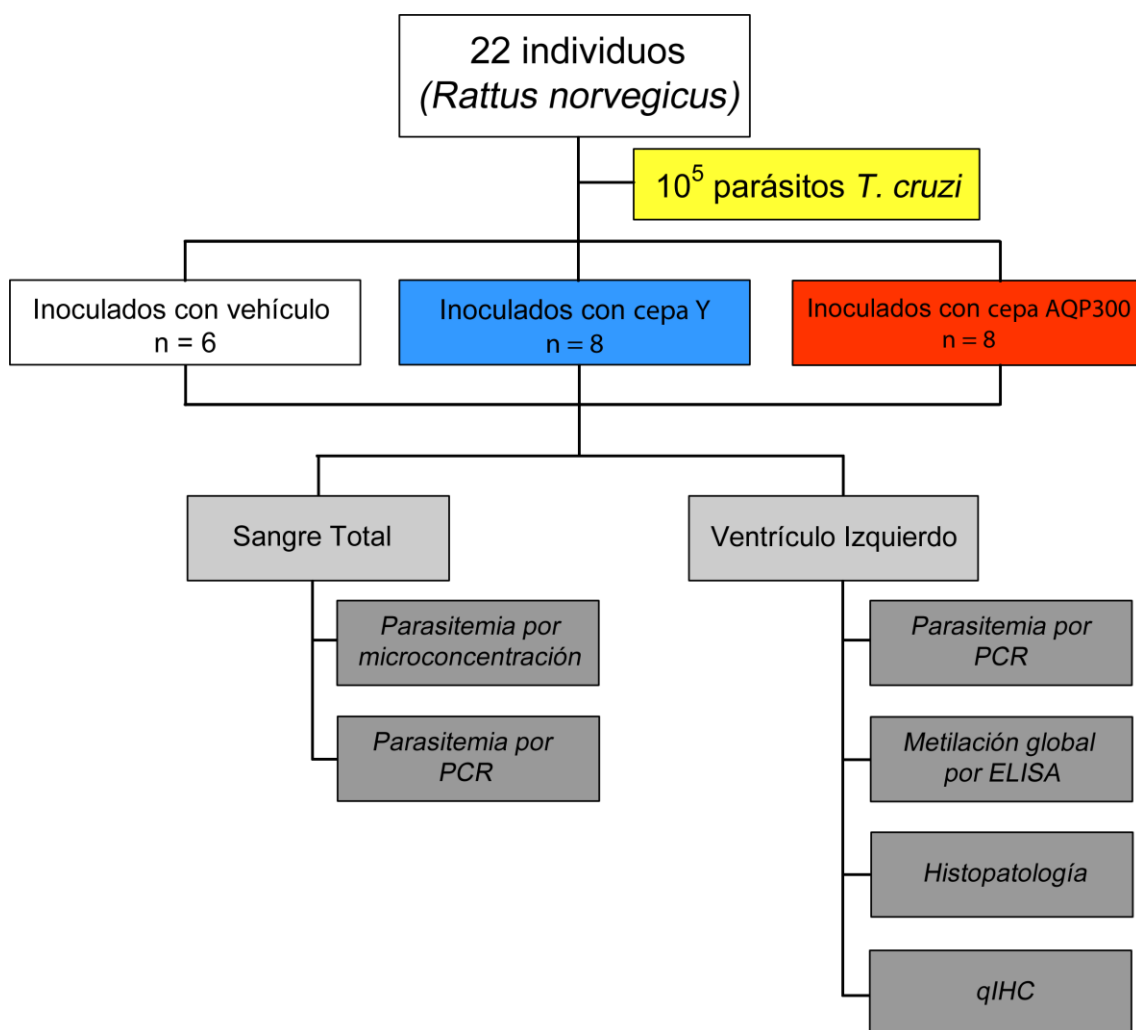 22 individuos
(Rattus norvegicus)
10⁵ parásitos T. cruzi
Inoculados con vehículo
n = 6
Inoculados con cepa Y
n = 8
Inoculados con cepa AQP300
n = 8
Sangre Total
Parasitemia por
microconcentración
Parasitemia por
PCR
Ventrículo Izquierdo
Parasitemia por
PCR
Metilación global
por ELISA
Histopatología
qIHC